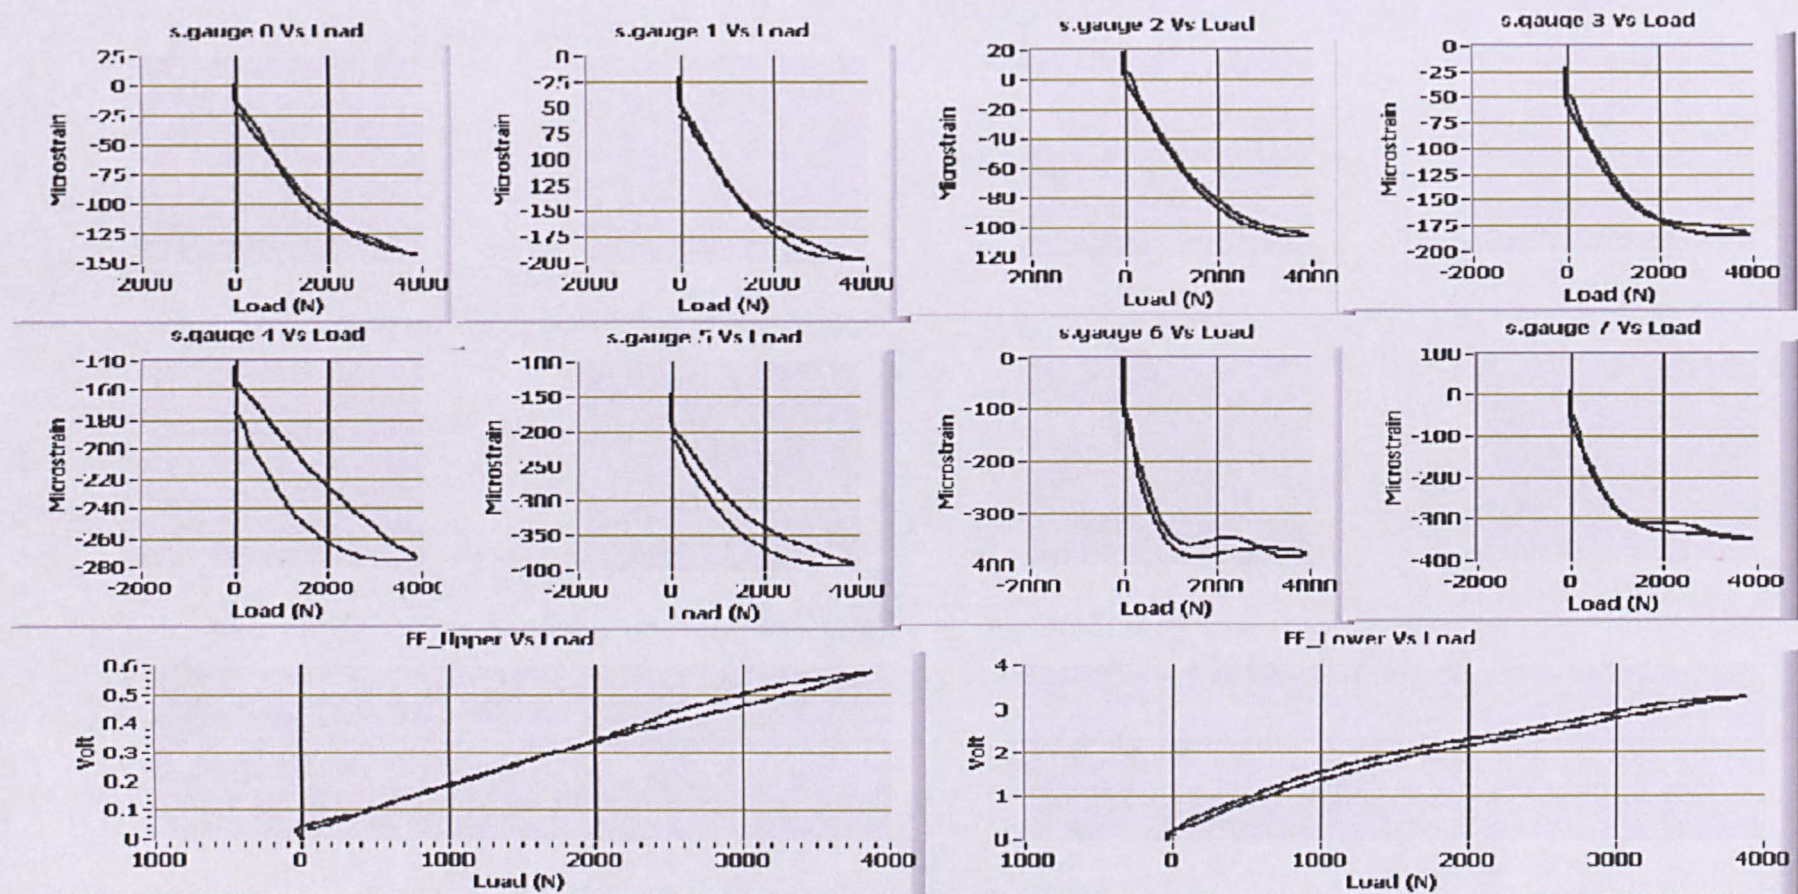 s.gauge 0 Vs Load
25
0
-25
-50
-75
-100
-125
150
Microstrain
2000 0 2000 4000
Load (N)
s.gauge 1 Vs Load
0
-25
50
75
100
125
-150
175
-200
Microstrain
2000 0 2000 4000
Load (N)
s.gauge 2 Vs Load
20
0
-20
-40
60
-80
-100
120
Microstrain
2000 0 2000 4000
Load (N)
s.gauge 3 Vs Load
0
-25
-50
-75
-100
-125
-150
-175
-200
Microstrain
-2000 0 2000 4000
Load (N)
s.gauge 4 Vs Load
-140
-160
-180
-200
-220
-240
-260
-280
Microstrain
-2000 0 2000 4000
Load (N)
s.gauge 5 Vs Load
-100
-150
-200
250
-300
-350
400
Microstrain
-2000 0 2000 4000
Load (N)
s.gauge 6 Vs Load
0
-100
-200
-300
400
Microstrain
-2000 0 2000 4000
Load (N)
s.gauge 7 Vs Load
100
0
-100
-200
-300
-400
Microstrain
-2000 0 2000 4000
Load (N)
FF_Upper Vs Load
0.6
0.5
0.4
0.3
0.2
0.1
0
Volt
1000 0 1000 2000 3000 4000
Load (N)
FF_Lower Vs Load
4
3
2
1
0
Volt
1000 0 1000 2000 3000 4000
Load (N)